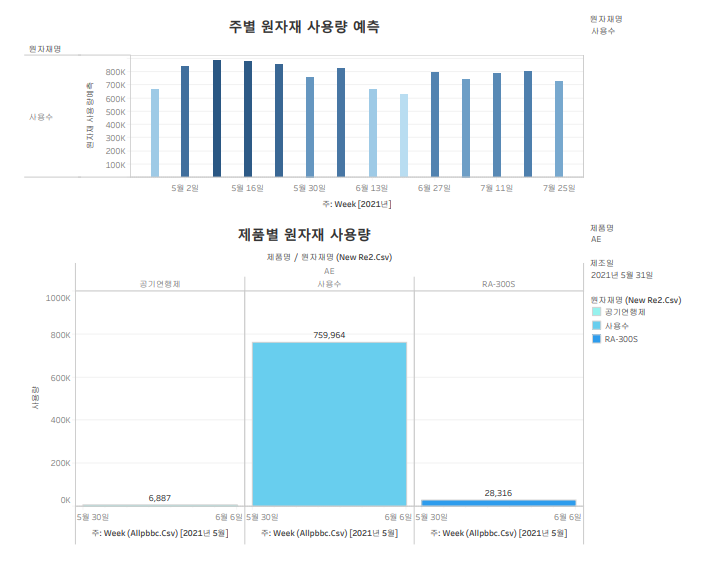 주별 원자재 사용량 예측
원자재명
사용수
원자재명
사용수
원자재 사용량예측
800K
700K
600K
500K
400K
300K
200K
100K
5월 2일 5월 16일 5월 30일 6월 13일 6월 27일 7월 11일 7월 25일
주: Week [2021년]
제품별 원자재 사용량
제품명
AE
제조일
2021년 5월 31일
원자재명 (New Re2.Csv)
공기연행제
사용수
RA-300S
제품명 / 원자재명 (New Re2.Csv)
AE
공기연행제 사용수 RA-300S
사용량
1000K
800K
600K
400K
200K
0K
6,887
759,964
28,316
5월 30일 6월 6일 5월 30일 6월 6일 5월 30일 6월 6일
주: Week (Allpbbc.Csv) [2021년 5월] 주: Week (Allpbbc.Csv) [2021년 5월] 주: Week (Allpbbc.Csv) [2021년 5월]